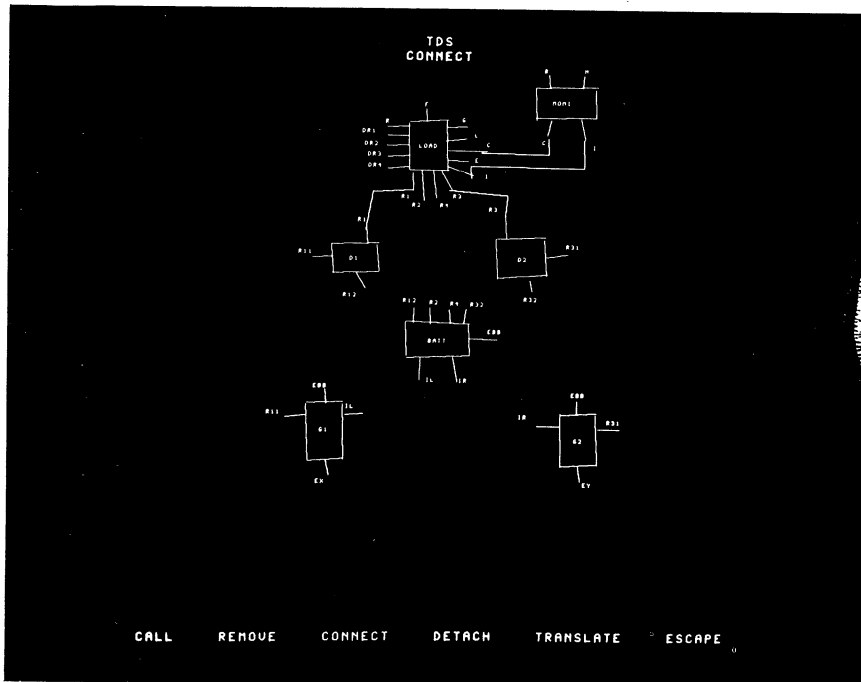 TDS
CONNECT
R M
MOM1
F
R G
DR1 L
DR2 LOAD C C I
DR3 E
DR4 I
R1 R2 R4 R3
R1 R3
R11 D1 D2 R31
R12 R32
R12 R2 R4 R32
BATT EBB
IL IR
EBB EBB
R11 IL IR R31
G1 G2
EX EY
CALL REMOVE CONNECT DETACH TRANSLATE ESCAPE